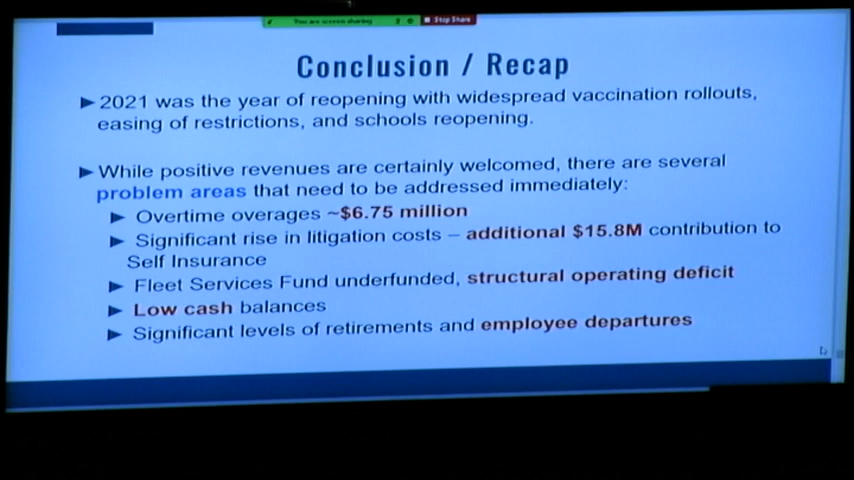 You are screen sharing
Stop Share
Conclusion / Recap
2021 was the year of reopening with widespread vaccination rollouts,
easing of restrictions, and schools reopening.
While positive revenues are certainly welcomed, there are several
problem areas that need to be addressed immediately:
Overtime overages ~$6.75 million
Significant rise in litigation costs – additional $15.8M contribution to
Self Insurance
Fleet Services Fund underfunded, structural operating deficit
Low cash balances
Significant levels of retirements and employee departures